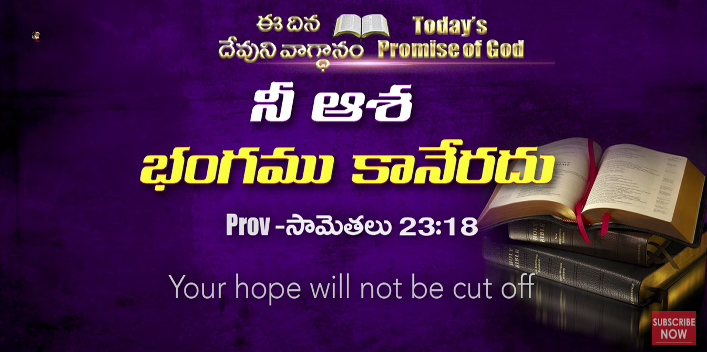 ఈ దిన Today's
దేవుని వాగ్ధానం Promise of God
నీ ఆశ
భంగము కానేరదు
Prov -సామెతలు 23:18
Your hope will not be cut off
SUBSCRIBE
NOW